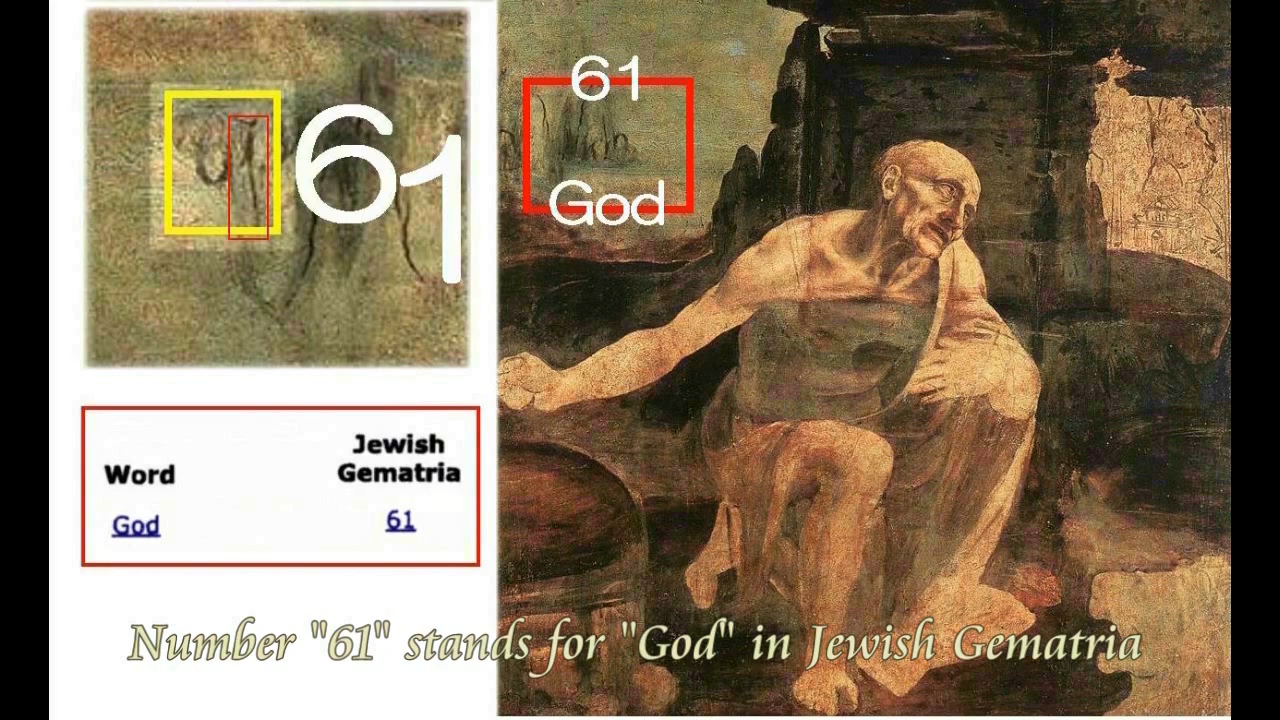 61
61
God
Word Jewish Gematria
God 61
Number "61" stands for "God" in Jewish Gematria